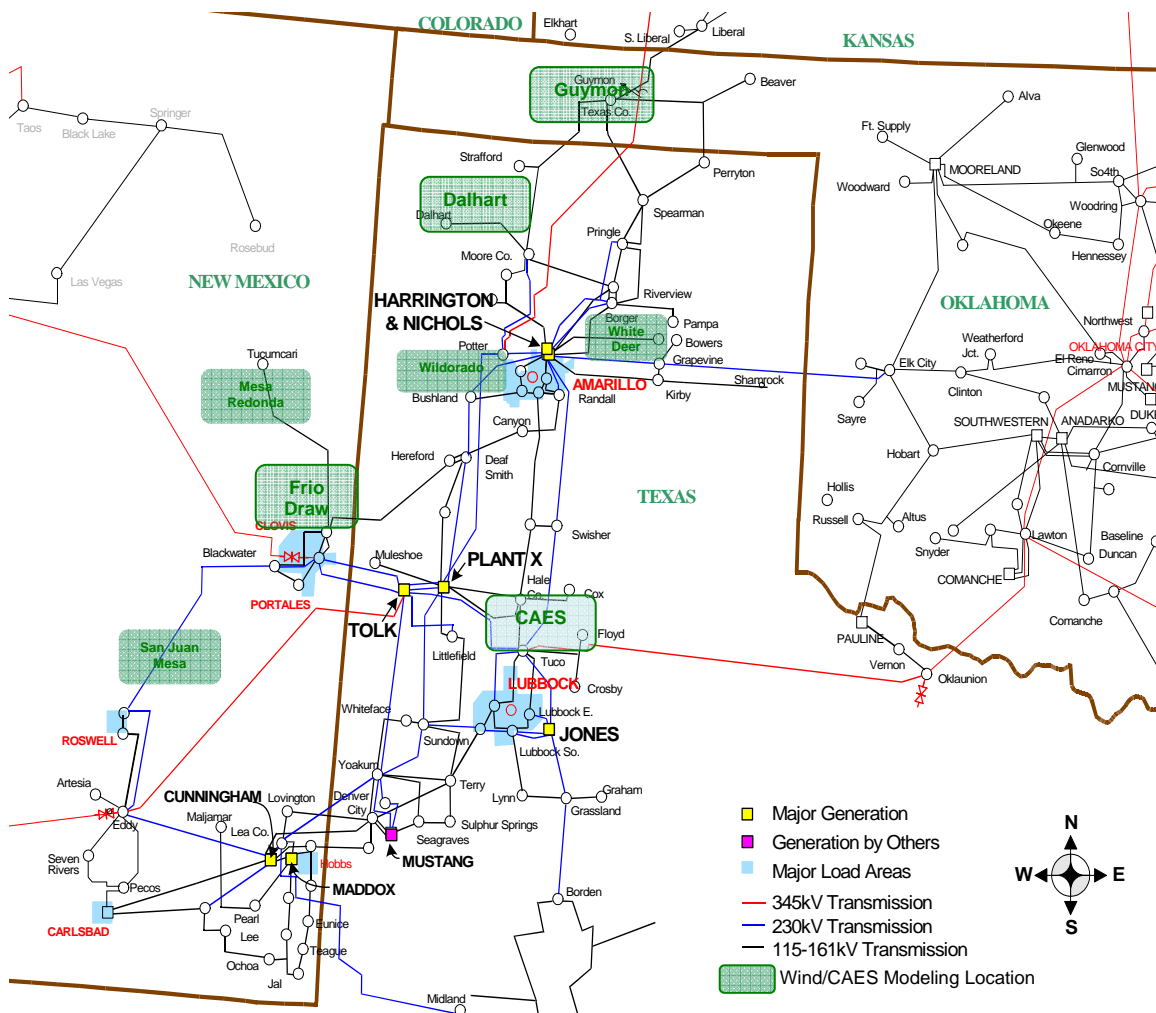 COLORADO
Elkhart
S. Liberal
Liberal
KANSAS
Guymon
Guymon
Texas Co.
Beaver
Alva
Ft. Supply
Glenwood
MOORELAND
So4th
Woodward
Woodring
Okeene
Hennessey
Taos
Black Lake
Springer
Rosebud
Las Vegas
NEW MEXICO
Strafford
Perryton
Dalhart
Dalhart
Spearman
Pringle
Moore Co.
Riverview
HARRINGTON
& NICHOLS
Borger
White
Deer
Pampa
Bowers
Potter
Grapevine
Wildorado
AMARILLO
Shamrock
Bushland
Randall
Kirby
OKLAHOMA
Northwest
Weatherford
Jct.
OKLAHOMA CITY
El Reno
Cimarron
Elk City
MUSTANG
Clinton
Sayre
DUKE
SOUTHWESTERN
ANADARKO
Tucumcari
Mesa
Redonda
Canyon
Hereford
Deaf
Smith
Hobart
Cornville
TEXAS
Hollis
Frio
Draw
CLOVIS
Russell
Altus
Swisher
Lawton
Baseline
Blackwater
Muleshoe
PLANT X
Snyder
Duncan
Hale
Co.
Cox
COMANCHE
PORTALES
TOLK
CAES
Floyd
Comanche
PAULINE
San Juan
Mesa
Littlefield
Tuco
Vernon
Oklaunion
LUBBOCK
Crosby
Whiteface
Lubbock E.
JONES
ROSWELL
Sundown
Lubbock So.
Yoakum
Artesia
CUNNINGHAM
Lovington
Denver
City
Terry
Lynn
Graham
Grassland
Maljamar
Eddy
Lea Co.
Sulphur Springs
Seagraves
Seven
Rivers
Hobbs
MUSTANG
MADDOX
Pecos
Borden
CARLSBAD
Pearl
Eunice
Lee
Teague
Ochoa
Jal
Midland
Major Generation
Generation by Others
Major Load Areas
345kV Transmission
230kV Transmission
115-161kV Transmission
Wind/CAES Modeling Location
N
W
E
S